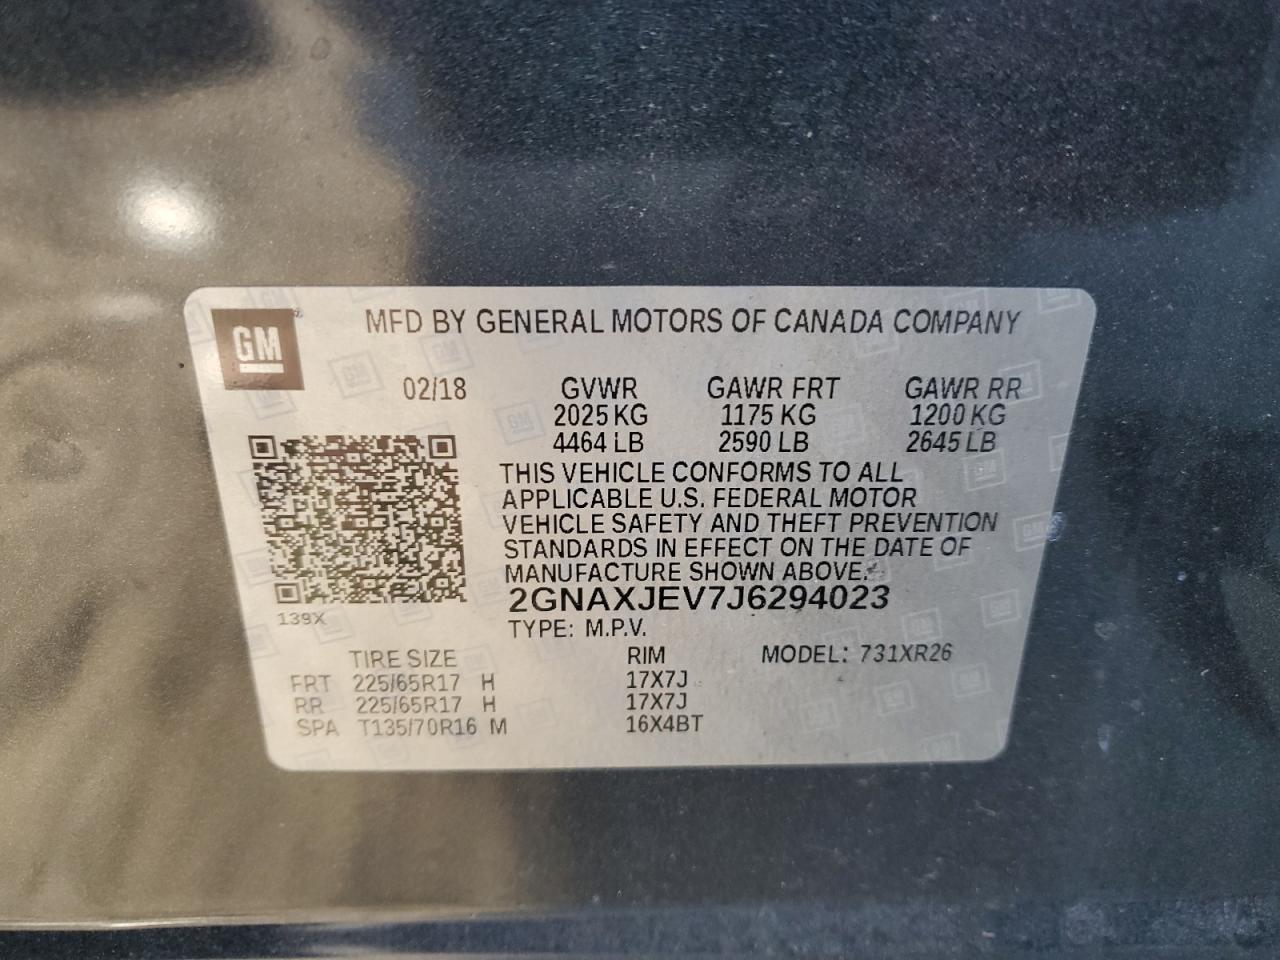 GM
MFD BY GENERAL MOTORS OF CANADA COMPANY
02/18 GVWR GAWR FRT GAWR RR
2025 KG 1175 KG 1200 KG
4464 LB 2590 LB 2645 LB
THIS VEHICLE CONFORMS TO ALL
APPLICABLE U.S. FEDERAL MOTOR
VEHICLE SAFETY AND THEFT PREVENTION
STANDARDS IN EFFECT ON THE DATE OF
MANUFACTURE SHOWN ABOVE.
2GNAXJEV7J6294023
139X
TYPE: M.P.V.
TIRE SIZE RIM MODEL: 731XR26
FRT 225/65R17 H 17X7J
RR 225/65R17 H 17X7J
SPA T135/70R16 M 16X4BT